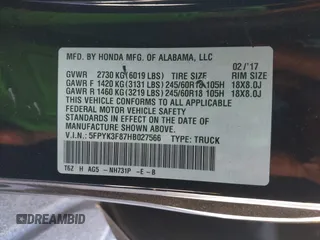 MFD. BY HONDA MFG. OF ALABAMA, LLC 02/'17
GVWR 2730 KG (6019 LBS) TIRE SIZE RIM SIZE
GAWR F 1420 KG (3131 LBS) 245/60R18 105H 18X8.0J
GAWR R 1460 KG (3219 LBS) 245/60R18 105H 18X8.0J
THIS VEHICLE CONFORMS TO ALL APPLICABLE
FEDERAL MOTOR VEHICLE SAFETY STANDARDS
IN EFFECT ON THE DATE OF MANUFACTURE
SHOWN ABOVE.
V.I.N.: 5FPYK3F87HB027566 TYPE: TRUCK
T6Z H AG5 -NH731P -E -B
DREAMBID